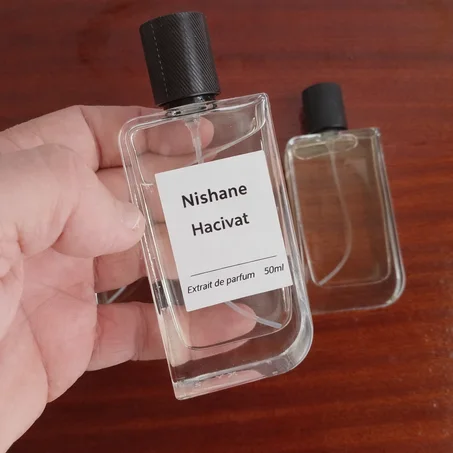 Nishane
Hacivat
Extrait de parfum 50ml